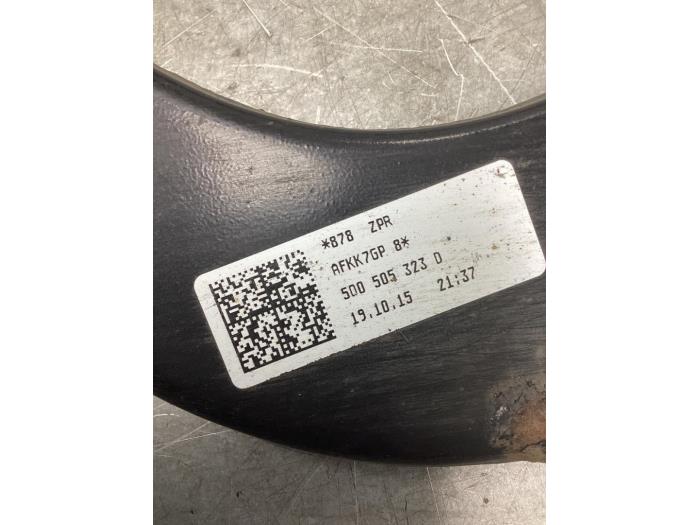 *878 ZPR
AFKK7GP 8*
5Q0 505 323 D
19.10.15 21:37